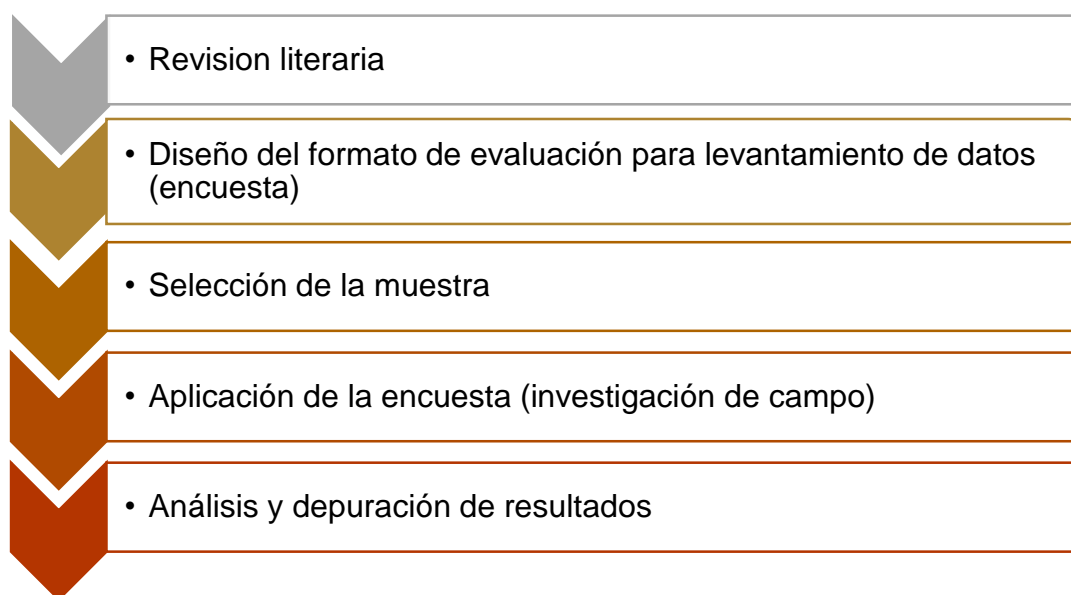 • Revision literaria
• Diseño del formato de evaluación para levantamiento de datos
(encuesta)
• Selección de la muestra
• Aplicación de la encuesta (investigación de campo)
• Análisis y depuración de resultados